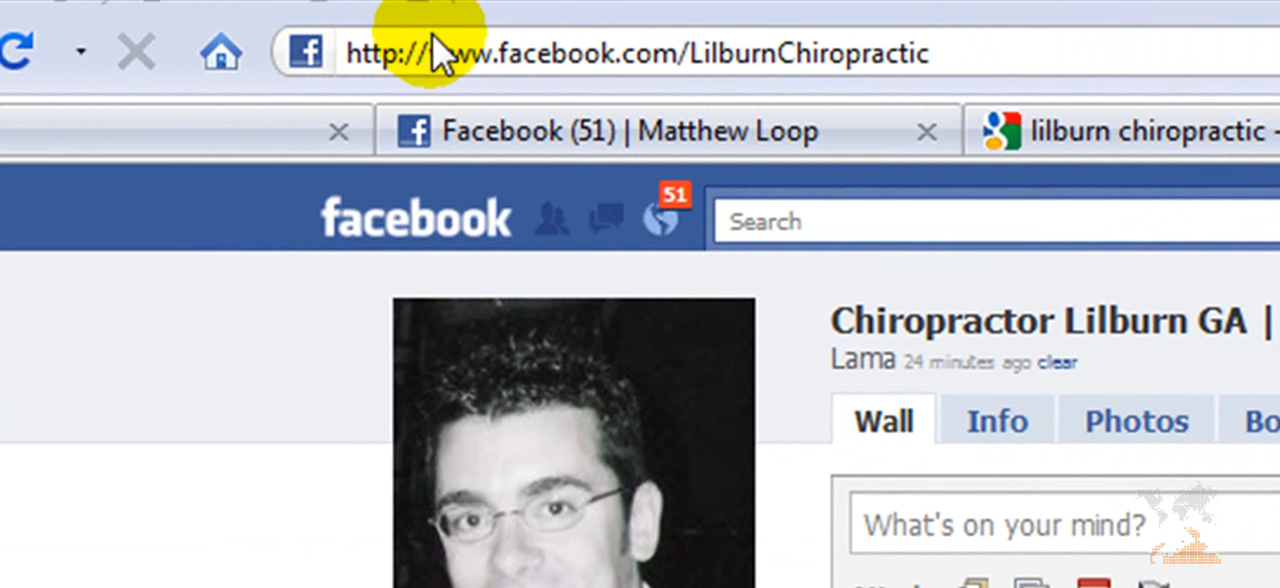 http://www.facebook.com/LilburnChiropractic
Facebook (51) | Matthew Loop
lilburn chiropractic -
facebook
51
Search
Chiropractor Lilburn GA |
Lama 24 minutes ago clear
Wall Info Photos Bo
What's on your mind?